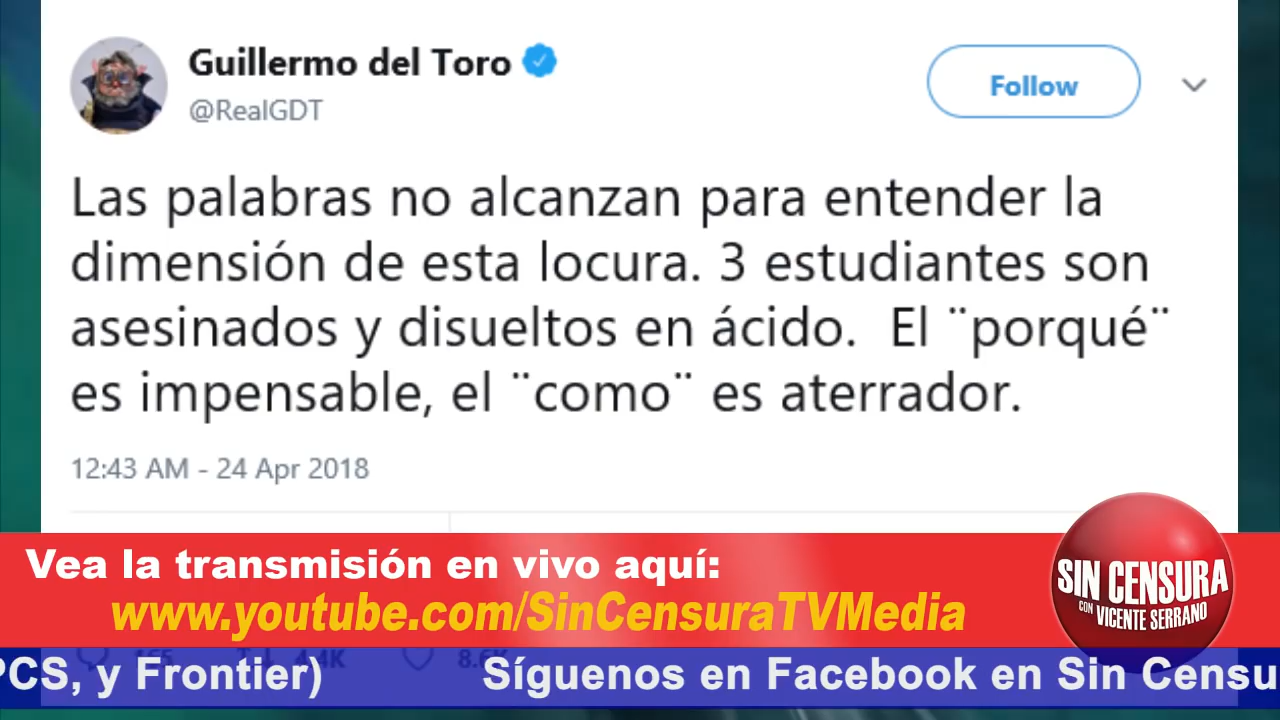 Guillermo del Toro
@RealGDT
Follow
Las palabras no alcanzan para entender la
dimensión de esta locura. 3 estudiantes son
asesinados y disueltos en ácido.  El ¨porqué¨
es impensable, el ¨como¨ es aterrador.
12:43 AM - 24 Apr 2018
Vea la transmisión en vivo aquí:
www.youtube.com/SinCensuraTVMedia
SIN CENSURA
CON VICENTE SERRANO
PCS, y Frontier) Síguenos en Facebook en Sin Censu